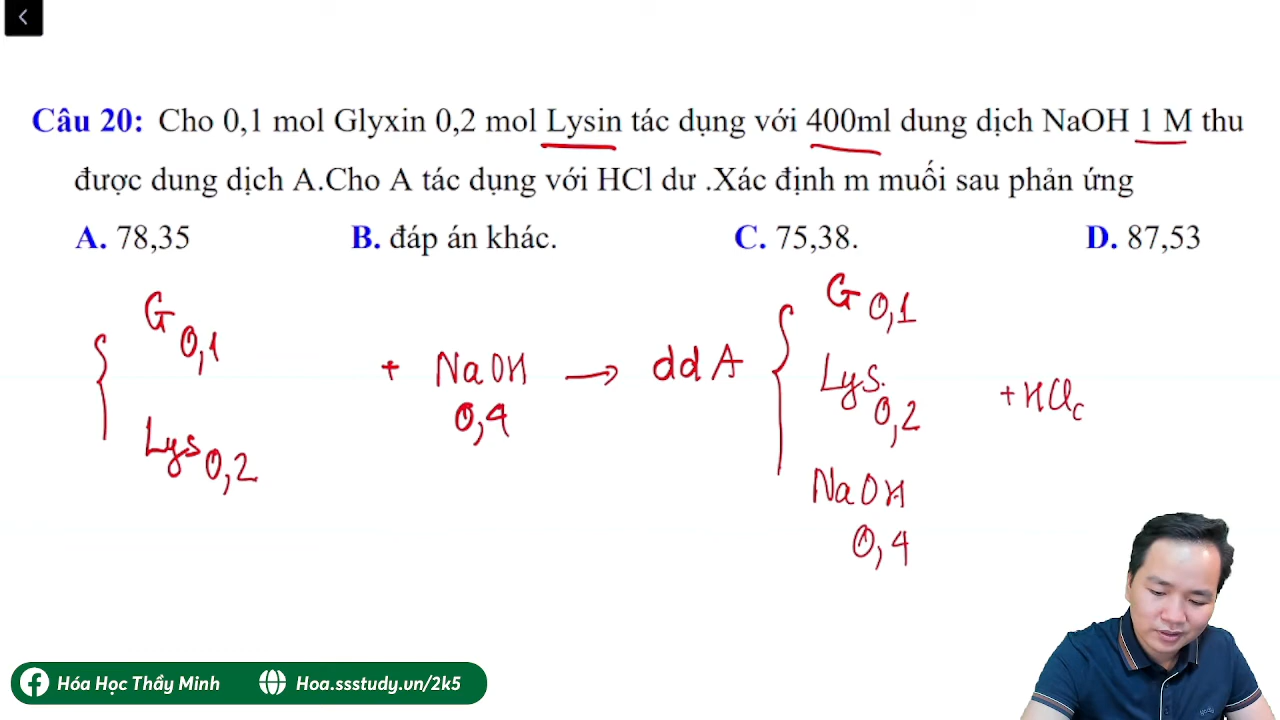 Câu 20: Cho 0,1 mol Glyxin 0,2 mol Lysin tác dụng với 400ml dung dịch NaOH 1 M thu
được dung dịch A.Cho A tác dụng với HCl dư .Xác định m muối sau phản ứng
A. 78,35 B. đáp án khác. C. 75,38. D. 87,53
G 0,1
Lys 0,2
+ NaOH → ddA
0,4
G 0,1
Lys. 0,2
NaOH
0,4
+ HCl
Hóa Học Thầy Minh Hoa.ssstudy.vn/2k5